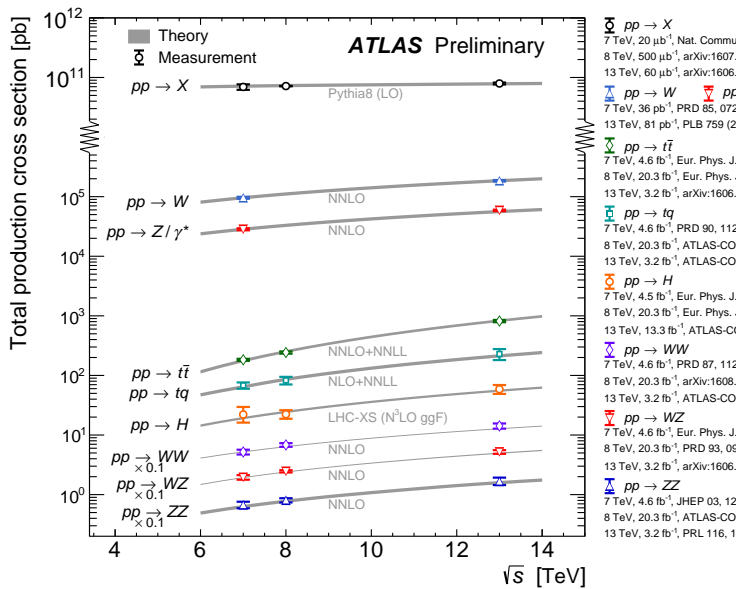 Total production cross section [pb]
10¹²
10¹¹
10⁵
10⁴
10³
10²
10¹
10⁰
Theory
Measurement
ATLAS Preliminary
pp → X
Pythia8 (LO)
pp → W
NNLO
pp → Z / γ*
NNLO
pp → tt̄
NNLO+NNLL
pp → tq
NLO+NNLL
pp → H
LHC-XS (N³LO ggF)
pp → WW
× 0.1
NNLO
pp → WZ
× 0.1
NNLO
pp → ZZ
× 0.1
NNLO
4 6 8 10 12 14
√s [TeV]
pp → X
7 TeV, 20 μb⁻¹, Nat. Commu
8 TeV, 500 μb⁻¹, arXiv:1607.
13 TeV, 60 μb⁻¹, arXiv:1606.
pp → W pp
7 TeV, 36 pb⁻¹, PRD 85, 072
13 TeV, 81 pb⁻¹, PLB 759 (2
pp → tt̄
7 TeV, 4.6 fb⁻¹, Eur. Phys. J.
8 TeV, 20.3 fb⁻¹, Eur. Phys. J.
13 TeV, 3.2 fb⁻¹, arXiv:1606.
pp → tq
7 TeV, 4.6 fb⁻¹, PRD 90, 112
8 TeV, 20.3 fb⁻¹, ATLAS-CO
13 TeV, 3.2 fb⁻¹, ATLAS-CO
pp → H
7 TeV, 4.5 fb⁻¹, Eur. Phys. J.
8 TeV, 20.3 fb⁻¹, Eur. Phys. J.
13 TeV, 13.3 fb⁻¹, ATLAS-CO
pp → WW
7 TeV, 4.6 fb⁻¹, PRD 87, 112
8 TeV, 20.3 fb⁻¹, arXiv:1608.
13 TeV, 3.2 fb⁻¹, ATLAS-CO
pp → WZ
7 TeV, 4.6 fb⁻¹, Eur. Phys. J.
8 TeV, 20.3 fb⁻¹, PRD 93, 09
13 TeV, 3.2 fb⁻¹, arXiv:1606.
pp → ZZ
7 TeV, 4.6 fb⁻¹, JHEP 03, 12
8 TeV, 20.3 fb⁻¹, ATLAS-CO
13 TeV, 3.2 fb⁻¹, PRL 116, 1